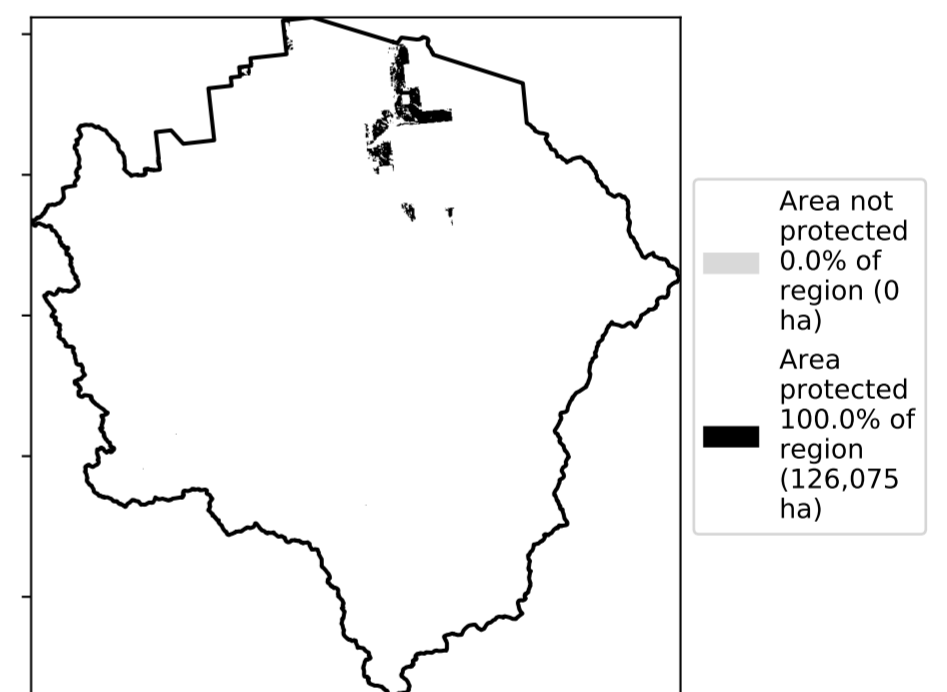 Area not
protected
0.0% of
region (0
ha)
Area
protected
100.0% of
region
(126,075
ha)